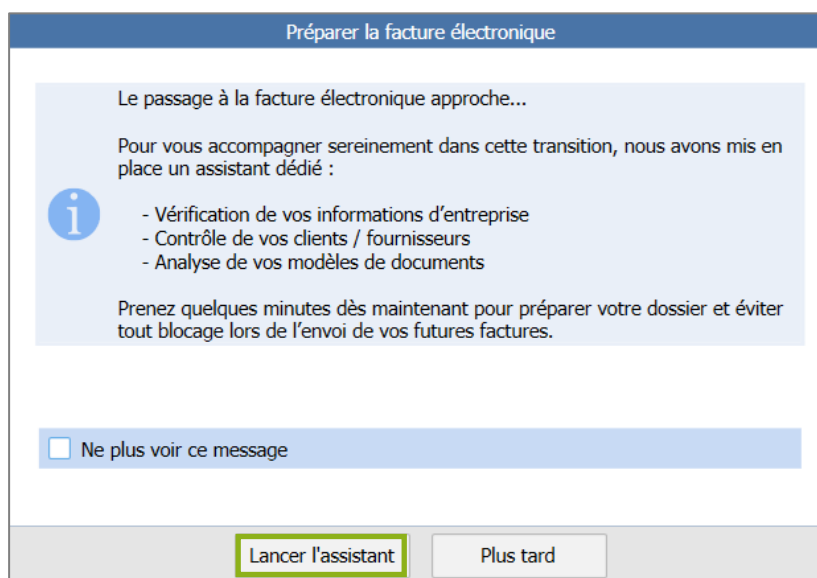 Préparer la facture électronique
Le passage à la facture électronique approche...
Pour vous accompagner sereinement dans cette transition, nous avons mis en
place un assistant dédié :
- Vérification de vos informations d’entreprise
- Contrôle de vos clients / fournisseurs
- Analyse de vos modèles de documents
Prenez quelques minutes dès maintenant pour préparer votre dossier et éviter
tout blocage lors de l’envoi de vos futures factures.
Ne plus voir ce message
Lancer l'assistant
Plus tard